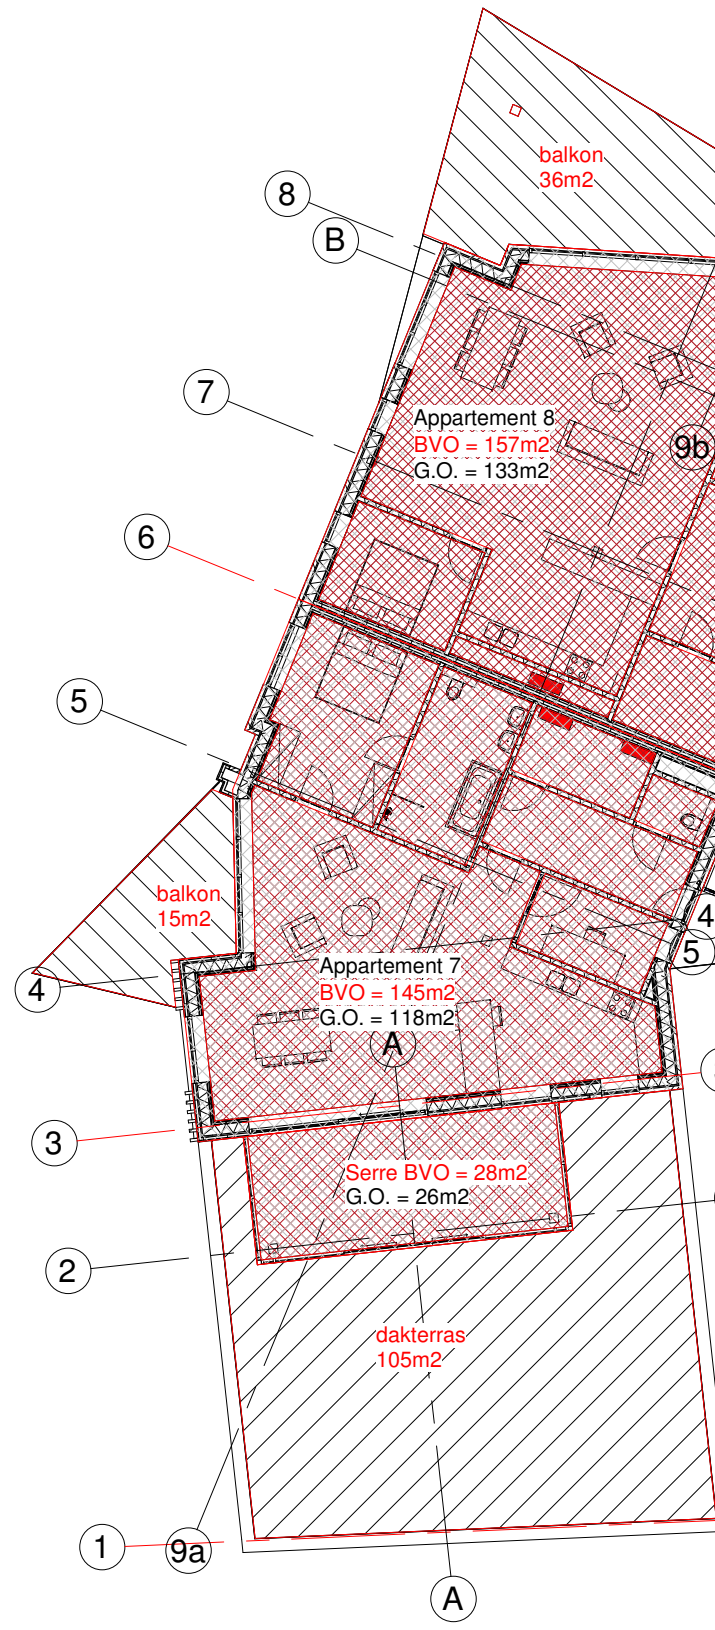 balkon
36m2
8
B
7
Appartement 8
BVO = 157m2
G.O. = 133m2
9b
6
5
balkon
15m2
4
5
4
Appartement 7
BVO = 145m2
G.O. = 118m2
A
3
Serre BVO = 28m2
G.O. = 26m2
2
dakterras
105m2
1
9a
A